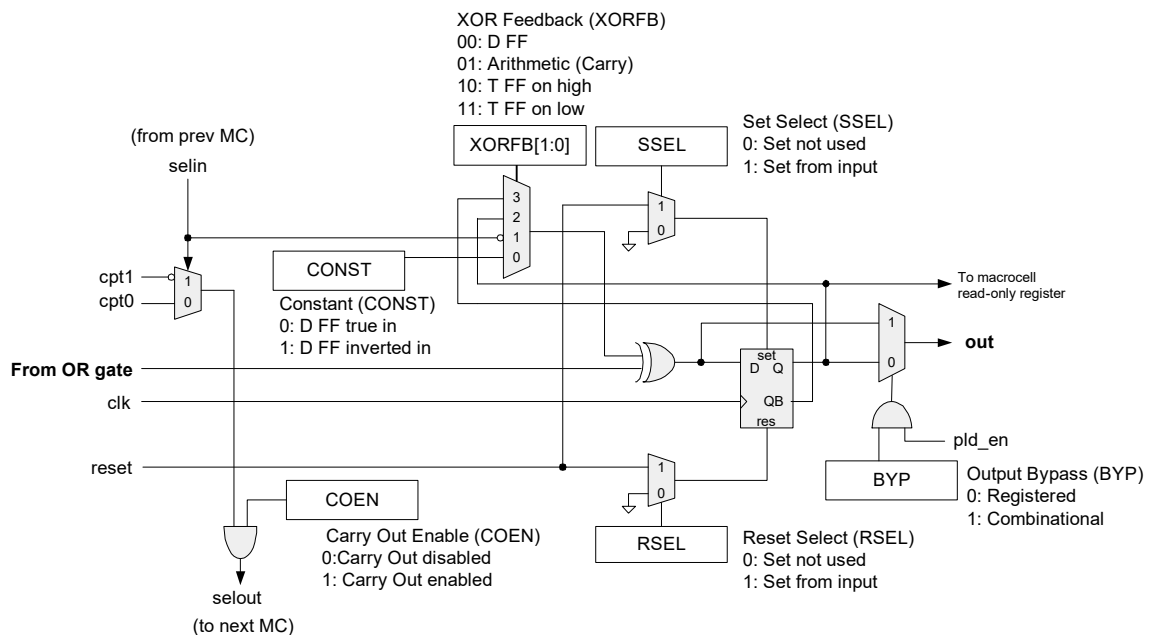 XOR Feedback (XORFB)
00: D FF
01: Arithmetic (Carry)
10: T FF on high
11: T FF on low
(from prev MC)
selin
XORFB[1:0]
SSEL
Set Select (SSEL)
0: Set not used
1: Set from input
3
2
1
0
1
0
cpt1
cpt0
1
0
CONST
Constant (CONST)
0: D FF true in
1: D FF inverted in
To macrocell
read-only register
1
0
out
From OR gate
set
D Q
QB
res
clk
pld_en
reset
1
0
BYP
Output Bypass (BYP)
0: Registered
1: Combinational
COEN
Carry Out Enable (COEN)
0:Carry Out disabled
1: Carry Out enabled
RSEL
Reset Select (RSEL)
0: Set not used
1: Set from input
selout
(to next MC)